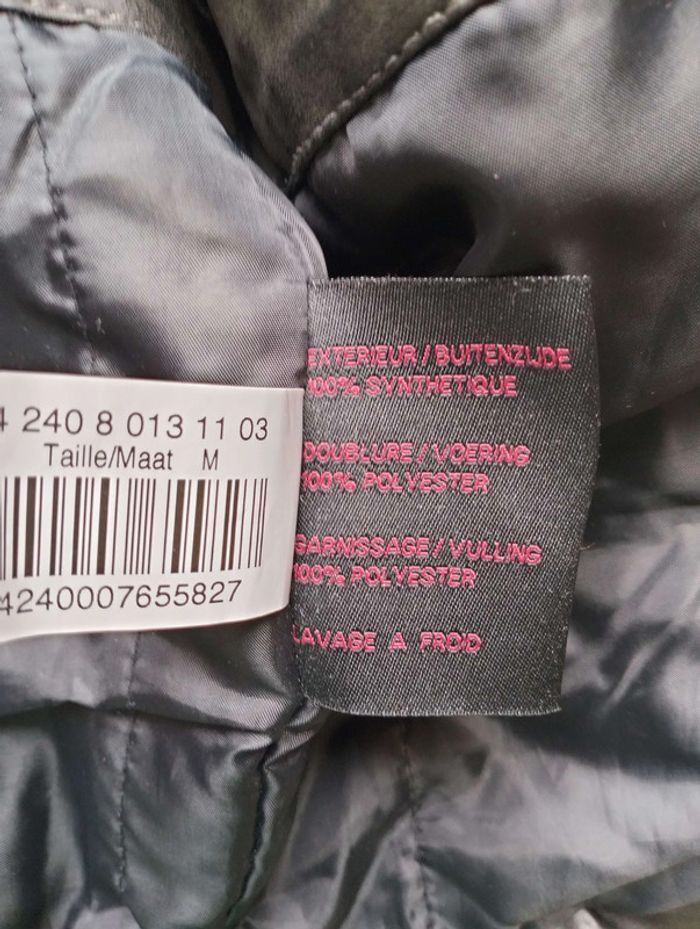 4 240 8 013 11 03
Taille/Maat M
4240007655827
EXTERIEUR / BUITENZIJDE
100% SYNTHETIQUE
DOUBLURE / VOERING
100% POLYESTER
GARNISSAGE / VULLING
100% POLYESTER
LAVAGE A FROID